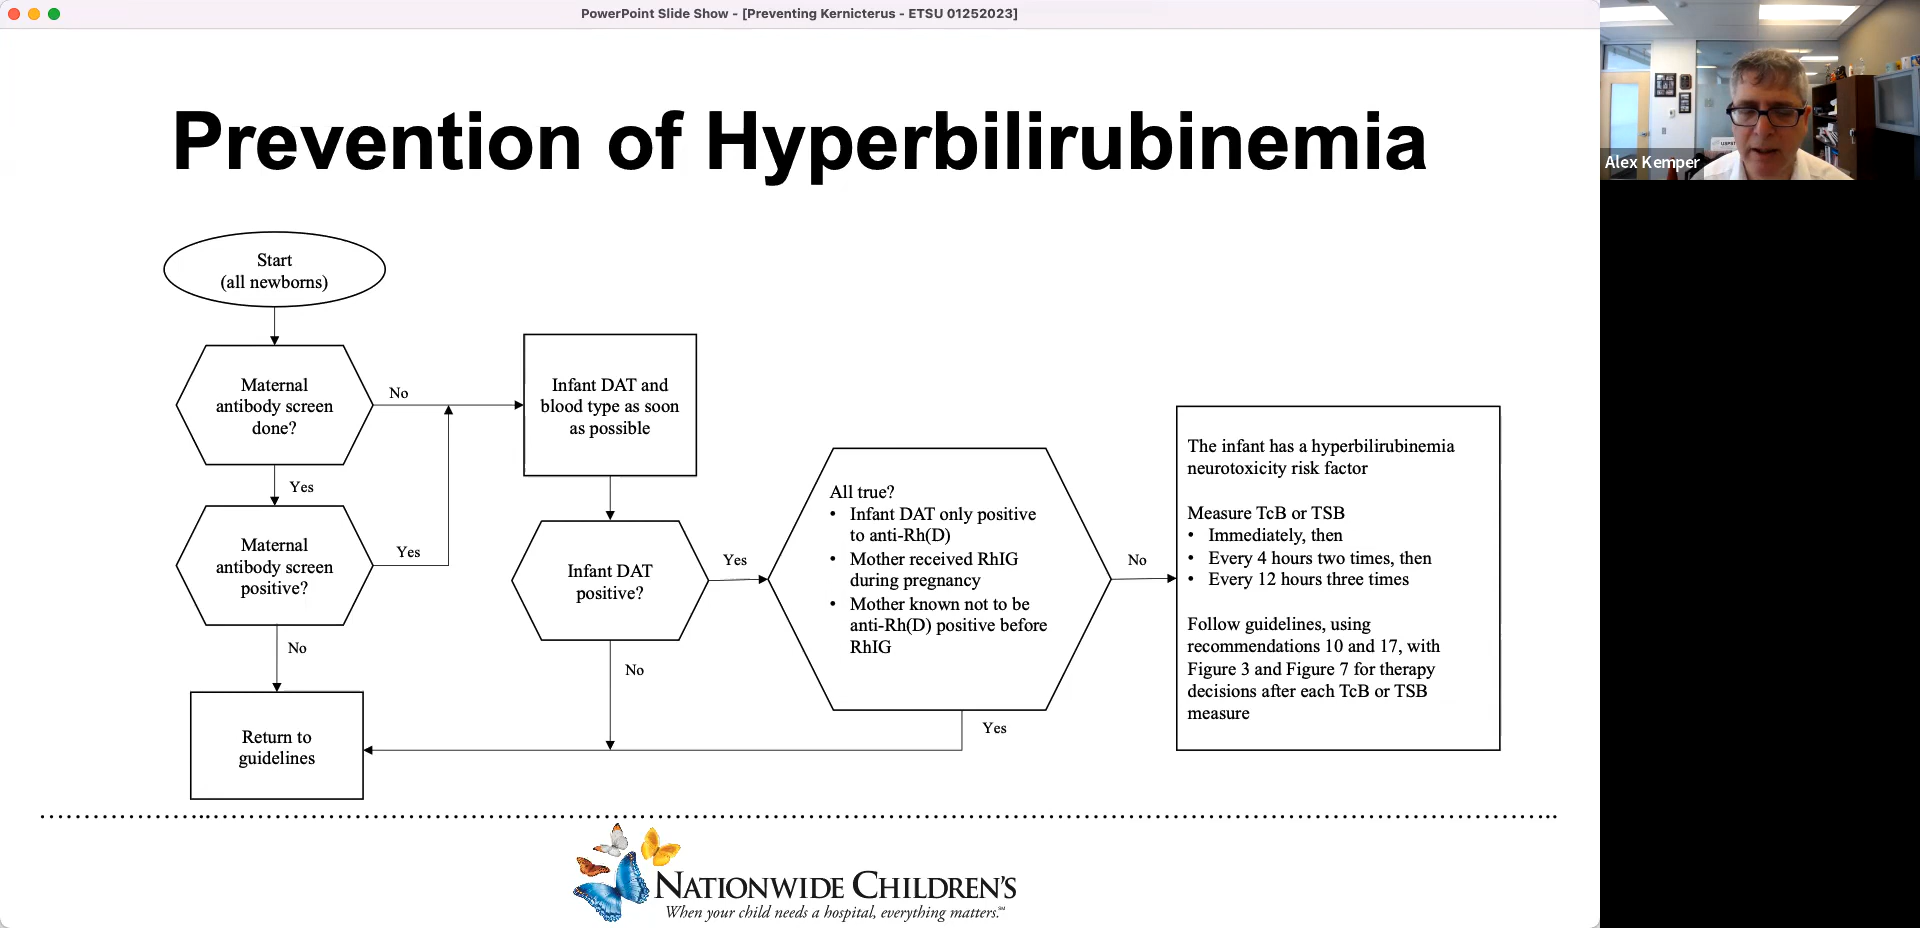 PowerPoint Slide Show - [Preventing Kernicterus - ETSU 01252023]
Prevention of Hyperbilirubinemia
Start
(all newborns)
Maternal
antibody screen
done?
No
Yes
Maternal
antibody screen
positive?
Yes
No
Return to
guidelines
Infant DAT and
blood type as soon
as possible
Infant DAT
positive?
Yes
No
All true?
• Infant DAT only positive
to anti-Rh(D)
• Mother received RhIG
during pregnancy
• Mother known not to be
anti-Rh(D) positive before
RhIG
No
Yes
The infant has a hyperbilirubinemia
neurotoxicity risk factor
Measure TcB or TSB
• Immediately, then
• Every 4 hours two times, then
• Every 12 hours three times
Follow guidelines, using
recommendations 10 and 17, with
Figure 3 and Figure 7 for therapy
decisions after each TcB or TSB
measure
NATIONWIDE CHILDREN'S
When your child needs a hospital, everything matters.℠
Alex Kemper